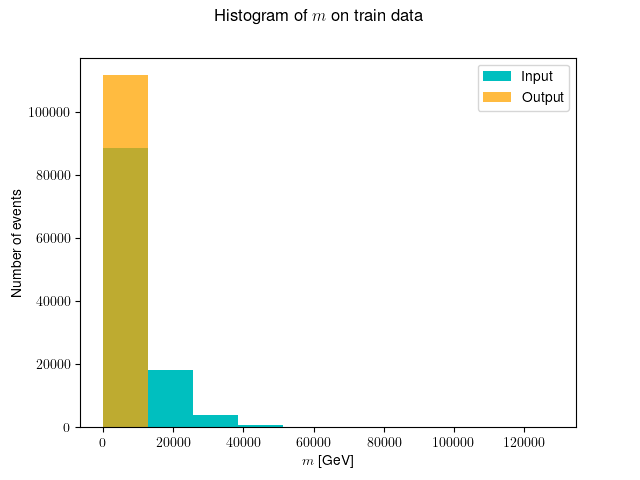 Histogram of m on train data
Input
Output
Number of events
100000
80000
60000
40000
20000
0
0 20000 40000 60000 80000 100000 120000
m [GeV]